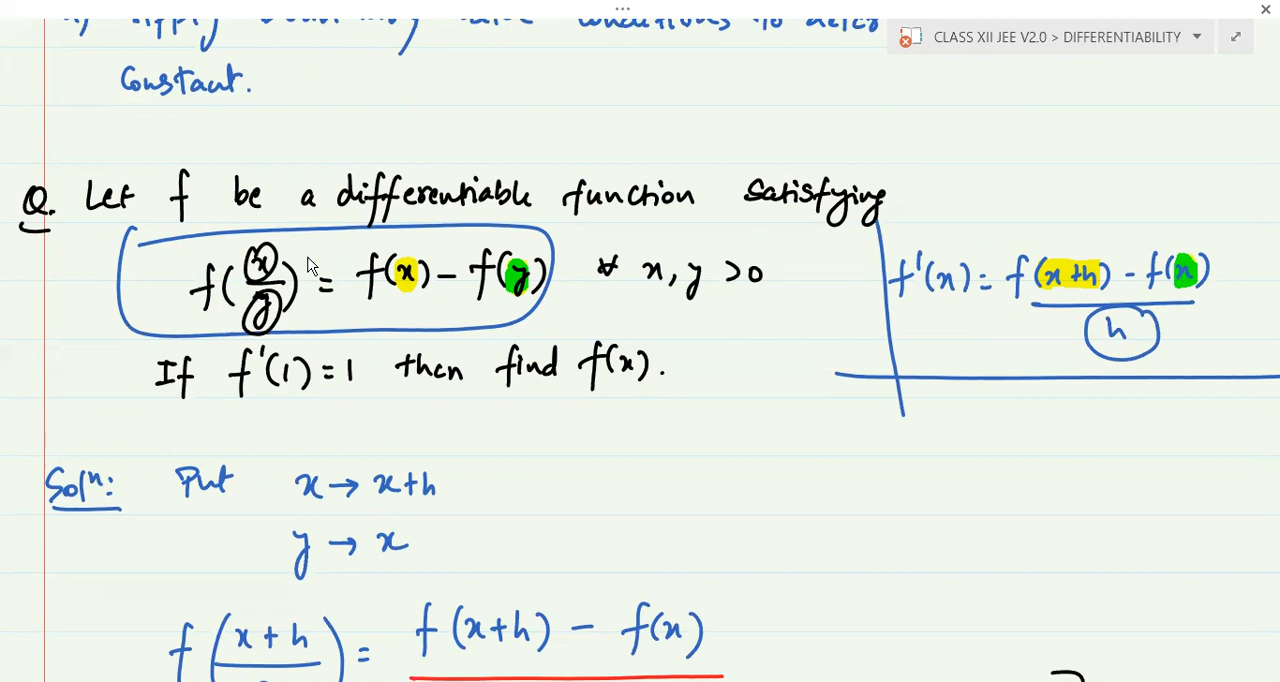 CLASS XII JEE V2.0 > DIFFERENTIABILITY
Constant.
Q. Let f be a differentiable function satisfying
f(x/y) = f(x) - f(y) ∀ x, y > 0
If f'(1) = 1 then find f(x).
f'(x) = f(x+h) - f(x)
h
Solⁿ: Put x → x+h
y → x
f(x+h) = f(x+h) - f(x)